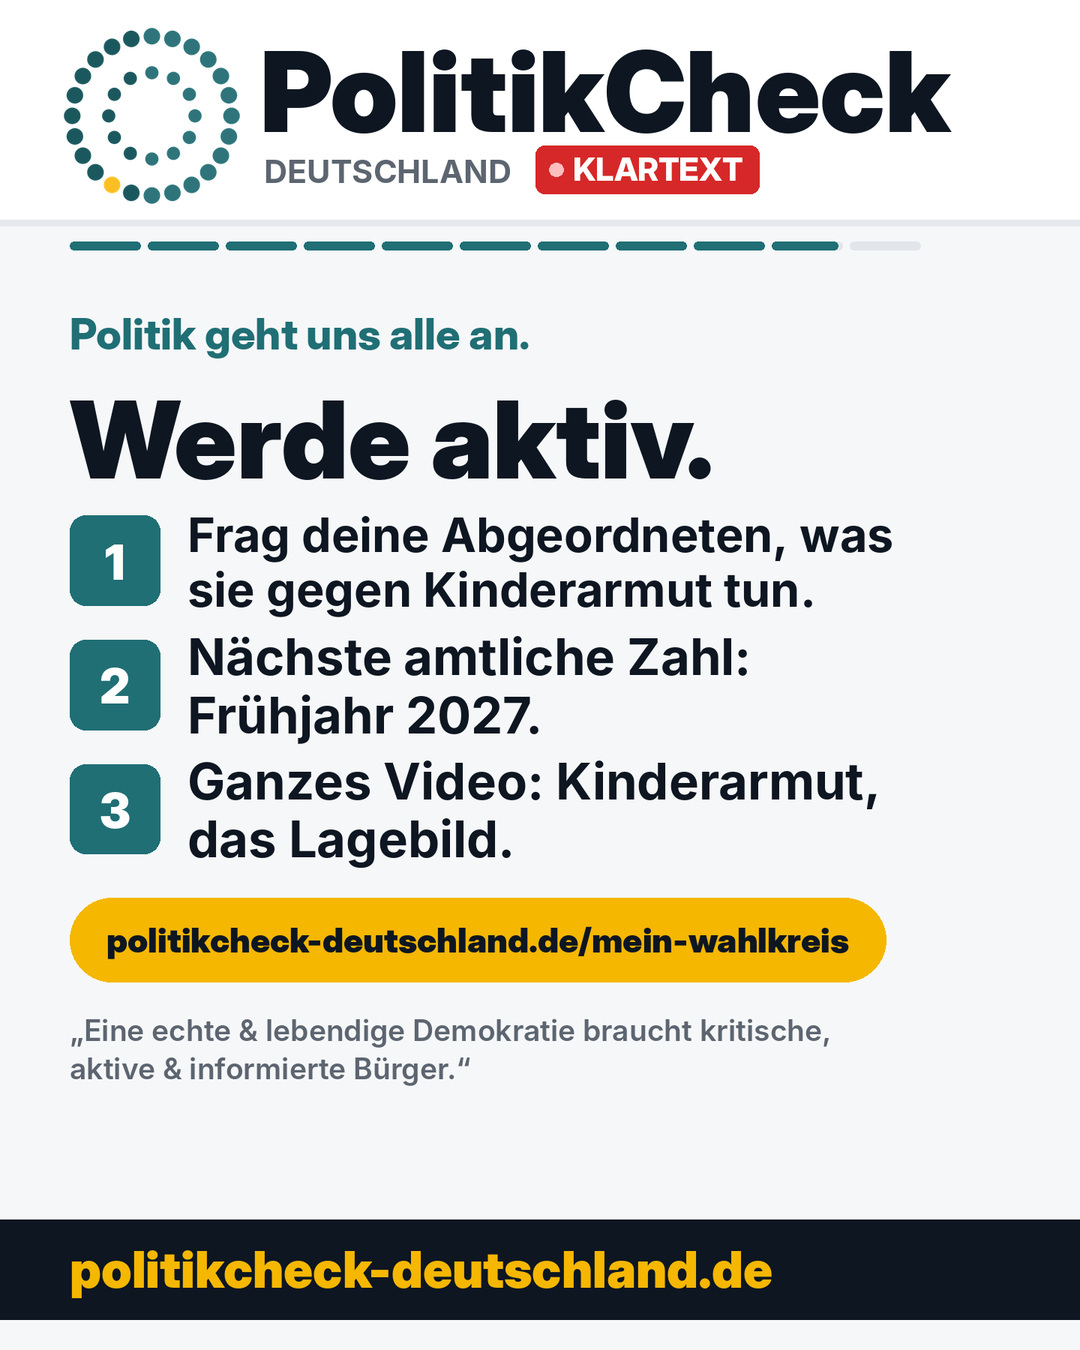 PolitikCheck
DEUTSCHLAND KLARTEXT
Politik geht uns alle an.
Werde aktiv.
1 Frag deine Abgeordneten, was
sie gegen Kinderarmut tun.
2 Nächste amtliche Zahl:
Frühjahr 2027.
3 Ganzes Video: Kinderarmut,
das Lagebild.
politikcheck-deutschland.de/mein-wahlkreis
„Eine echte & lebendige Demokratie braucht kritische,
aktive & informierte Bürger.“
politikcheck-deutschland.de